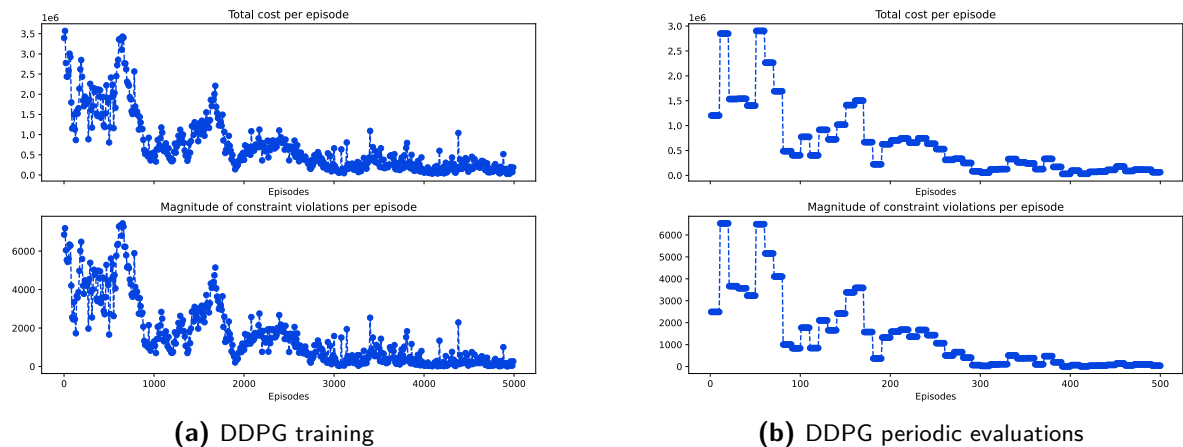 Total cost per episode
1e6
3.5
3.0
2.5
2.0
1.5
1.0
0.5
0.0
Episodes
Magnitude of constraint violations per episode
6000
4000
2000
0
0 1000 2000 3000 4000 5000
Episodes
(a) DDPG training
Total cost per episode
1e6
3.0
2.5
2.0
1.5
1.0
0.5
0.0
Episodes
Magnitude of constraint violations per episode
6000
5000
4000
3000
2000
1000
0
0 100 200 300 400 500
Episodes
(b) DDPG periodic evaluations